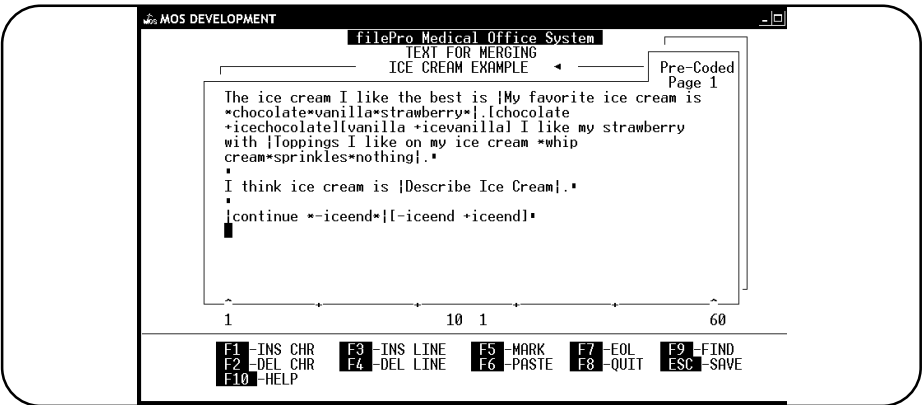 MOS DEVELOPMENT
filePro Medical Office System
TEXT FOR MERGING
ICE CREAM EXAMPLE ◄
Pre-Coded
Page 1
The ice cream I like the best is |My favorite ice cream is
*chocolate*vanilla*strawberry*|.[chocolate
+icechocolate][vanilla +icevanilla] I like my strawberry
with |Toppings I like on my ice cream *whip
cream*sprinkles*nothing|.
I think ice cream is |Describe Ice Cream|.
|continue *-iceend*|[-iceend +iceend]
1 10 1 60
F1 -INS CHR F3 -INS LINE F5 -MARK F7 -EOL F9 -FIND
F2 -DEL CHR F4 -DEL LINE F6 -PASTE F8 -QUIT ESC -SAVE
F10 -HELP